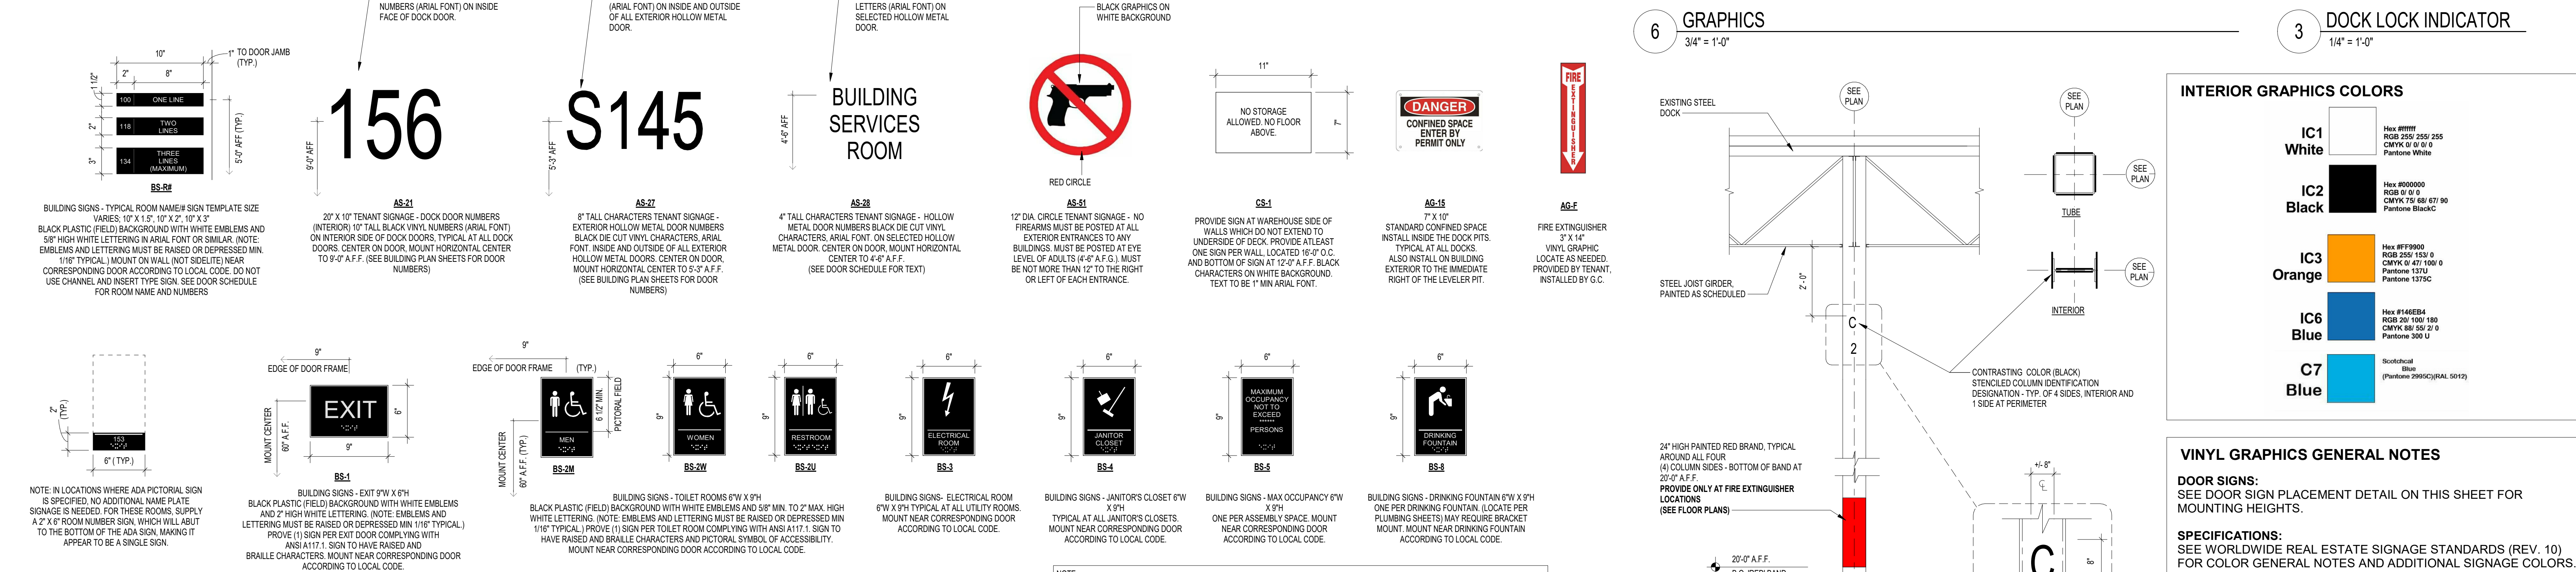 NUMBERS (ARIAL FONT) ON INSIDE
FACE OF DOCK DOOR.
(ARIAL FONT) ON INSIDE AND OUTSIDE
OF ALL EXTERIOR HOLLOW METAL
DOOR.
LETTERS (ARIAL FONT) ON
SELECTED HOLLOW METAL
DOOR.
BLACK GRAPHICS ON
WHITE BACKGROUND
6
GRAPHICS
3/4" = 1'-0"
3
DOCK LOCK INDICATOR
1/4" = 1'-0"
10"
1"
TO DOOR JAMB
(TYP.)
2"
8"
1 1/2"
2"
3"
5'-0" AFF (TYP.)
100 ONE LINE
118 TWO
LINES
134 THREE
LINES
(MAXIMUM)
BS-R#
BUILDING SIGNS - TYPICAL ROOM NAME/# SIGN TEMPLATE SIZE
VARIES; 10" X 1.5", 10" X 2", 10" X 3"
BLACK PLASTIC (FIELD) BACKGROUND WITH WHITE EMBLEMS AND
5/8" HIGH WHITE LETTERING IN ARIAL FONT OR SIMILAR. (NOTE:
EMBLEMS AND LETTERING MUST BE RAISED OR DEPRESSED MIN.
1/16" TYPICAL.) MOUNT ON WALL (NOT SIDELITE) NEAR
CORRESPONDING DOOR ACCORDING TO LOCAL CODE. DO NOT
USE CHANNEL AND INSERT TYPE SIGN. SEE DOOR SCHEDULE
FOR ROOM NAME AND NUMBERS
156
9'-0" AFF
AS-21
20" X 10" TENANT SIGNAGE - DOCK DOOR NUMBERS
(INTERIOR) 10" TALL BLACK VINYL NUMBERS (ARIAL FONT)
ON INTERIOR SIDE OF DOCK DOORS, TYPICAL AT ALL DOCK
DOORS. CENTER ON DOOR, MOUNT HORIZONTAL CENTER
TO 9'-0" A.F.F. (SEE BUILDING PLAN SHEETS FOR DOOR
NUMBERS)
S145
5'-3" AFF
AS-27
8" TALL CHARACTERS TENANT SIGNAGE -
EXTERIOR HOLLOW METAL DOOR NUMBERS
BLACK DIE CUT VINYL CHARACTERS, ARIAL
FONT. INSIDE AND OUTSIDE OF ALL EXTERIOR
HOLLOW METAL DOORS. CENTER ON DOOR,
MOUNT HORIZONTAL CENTER TO 5'-3" A.F.F.
(SEE BUILDING PLAN SHEETS FOR DOOR
NUMBERS)
BUILDING
SERVICES
ROOM
4'-6" AFF
AS-28
4" TALL CHARACTERS TENANT SIGNAGE - HOLLOW
METAL DOOR NUMBERS BLACK DIE CUT VINYL
CHARACTERS, ARIAL FONT. ON SELECTED HOLLOW
METAL DOOR. CENTER ON DOOR, MOUNT HORIZONTAL
CENTER TO 4'-6" A.F.F.
(SEE DOOR SCHEDULE FOR TEXT)
RED CIRCLE
AS-51
12" DIA. CIRCLE TENANT SIGNAGE - NO
FIREARMS MUST BE POSTED AT ALL
EXTERIOR ENTRANCES TO ANY
BUILDINGS. MUST BE POSTED AT EYE
LEVEL OF ADULTS (4'-6" A.F.G.). MUST
BE NOT MORE THAN 12" TO THE RIGHT
OR LEFT OF EACH ENTRANCE.
11"
7"
NO STORAGE
ALLOWED. NO FLOOR
ABOVE.
CS-1
PROVIDE SIGN AT WAREHOUSE SIDE OF
WALLS WHICH DO NOT EXTEND TO
UNDERSIDE OF DECK. PROVIDE ATLEAST
ONE SIGN PER WALL, LOCATED 16'-0" O.C.
AND BOTTOM OF SIGN AT 12'-0" A.F.F. BLACK
CHARACTERS ON WHITE BACKGROUND.
TEXT TO BE 1" MIN ARIAL FONT.
DANGER
CONFINED SPACE
ENTER BY
PERMIT ONLY
AG-15
7" X 10"
STANDARD CONFINED SPACE
INSTALL INSIDE THE DOCK PITS.
TYPICAL AT ALL DOCKS.
ALSO INSTALL ON BUILDING
EXTERIOR TO THE IMMEDIATE
RIGHT OF THE LEVELER PIT.
FIRE
EXTINGUISHER
AG-F
FIRE EXTINGUISHER
3" X 14"
VINYL GRAPHIC
LOCATE AS NEEDED.
PROVIDED BY TENANT,
INSTALLED BY G.C.
2"
(TYP.)
153
6" ( TYP.)
NOTE: IN LOCATIONS WHERE ADA PICTORIAL SIGN
IS SPECIFIED, NO ADDITIONAL NAME PLATE
SIGNAGE IS NEEDED. FOR THESE ROOMS, SUPPLY
A 2" X 6" ROOM NUMBER SIGN, WHICH WILL ABUT
TO THE BOTTOM OF THE ADA SIGN, MAKING IT
APPEAR TO BE A SINGLE SIGN.
9"
EDGE OF DOOR FRAME
EXIT
6"
MOUNT CENTER
60" A.F.F.
9"
BS-1
BUILDING SIGNS - EXIT 9"W X 6"H
BLACK PLASTIC (FIELD) BACKGROUND WITH WHITE EMBLEMS
AND 2" HIGH WHITE LETTERING. (NOTE: EMBLEMS AND
LETTERING MUST BE RAISED OR DEPRESSED MIN 1/16" TYPICAL.)
PROVE (1) SIGN PER EXIT DOOR COMPLYING WITH
ANSI A117.1. SIGN TO HAVE RAISED AND
BRAILLE CHARACTERS. MOUNT NEAR CORRESPONDING DOOR
ACCORDING TO LOCAL CODE.
9"
EDGE OF DOOR FRAME (TYP.)
6 1/2" MIN.
PICTORAL FIELD
MOUNT CENTER
60" A.F.F. (TYP.)
MEN
BS-2M
6"
9"
WOMEN
BS-2W
6"
9"
RESTROOM
BS-2U
BUILDING SIGNS - TOILET ROOMS 6"W X 9"H
BLACK PLASTIC (FIELD) BACKGROUND WITH WHITE EMBLEMS AND 5/8" MIN. TO 2" MAX. HIGH
WHITE LETTERING. (NOTE: EMBLEMS AND LETTERING MUST BE RAISED OR DEPRESSED MIN
1/16" TYPICAL.) PROVE (1) SIGN PER TOILET ROOM COMPLYING WITH ANSI A117.1. SIGN TO
HAVE RAISED AND BRAILLE CHARACTERS AND PICTORAL SYMBOL OF ACCESSIBILITY.
MOUNT NEAR CORRESPONDING DOOR ACCORDING TO LOCAL CODE.
6"
9"
ELECTRICAL
ROOM
BS-3
BUILDING SIGNS- ELECTRICAL ROOM
6"W X 9"H TYPICAL AT ALL UTILITY ROOMS.
MOUNT NEAR CORRESPONDING DOOR
ACCORDING TO LOCAL CODE.
6"
9"
JANITOR
CLOSET
BS-4
BUILDING SIGNS - JANITOR'S CLOSET 6"W
X 9"H
TYPICAL AT ALL JANITOR'S CLOSETS.
MOUNT NEAR CORRESPONDING DOOR
ACCORDING TO LOCAL CODE.
6"
9"
MAXIMUM
OCCUPANCY
NOT TO
EXCEED
******
PERSONS
BS-5
BUILDING SIGNS - MAX OCCUPANCY 6"W
X 9"H
ONE PER ASSEMBLY SPACE. MOUNT
NEAR CORRESPONDING DOOR
ACCORDING TO LOCAL CODE.
6"
9"
DRINKING
FOUNTAIN
BS-8
BUILDING SIGNS - DRINKING FOUNTAIN 6"W X 9"H
ONE PER DRINKING FOUNTAIN. (LOCATE PER
PLUMBING SHEETS) MAY REQUIRE BRACKET
MOUNT. MOUNT NEAR DRINKING FOUNTAIN
ACCORDING TO LOCAL CODE.
NOTE
EXISTING STEEL
DOCK
SEE
PLAN
STEEL JOIST GIRDER,
PAINTED AS SCHEDULED
2' - 0"
C
2
SEE
PLAN
SEE
PLAN
TUBE
SEE
PLAN
INTERIOR
CONTRASTING COLOR (BLACK)
STENCILED COLUMN IDENTIFICATION
DESIGNATION - TYP. OF 4 SIDES, INTERIOR AND
1 SIDE AT PERIMETER
24" HIGH PAINTED RED BRAND, TYPICAL
AROUND ALL FOUR
(4) COLUMN SIDES - BOTTOM OF BAND AT
20'-0" A.F.F.
PROVIDE ONLY AT FIRE EXTINGUISHER
LOCATIONS
(SEE FLOOR PLANS)
20'-0" A.F.F.
+/- 8"
C
8"
INTERIOR GRAPHICS COLORS
IC1
White
Hex #ffffff
RGB 255/ 255/ 255
CMYK 0/ 0/ 0/ 0
Pantone White
IC2
Black
Hex #000000
RGB 0/ 0/ 0
CMYK 75/ 68/ 67/ 90
Pantone BlackC
IC3
Orange
Hex #FF9900
RGB 255/ 153/ 0
CMYK 0/ 47/ 100/ 0
Pantone 137U
Pantone 1375C
IC6
Blue
Hex #146EB4
RGB 20/ 100/ 180
CMYK 88/ 55/ 2/ 0
Pantone 300 U
C7
Blue
Scotchcal
Blue
(Pantone 2995C)(RAL 5012)
VINYL GRAPHICS GENERAL NOTES
DOOR SIGNS:
SEE DOOR SIGN PLACEMENT DETAIL ON THIS SHEET FOR
MOUNTING HEIGHTS.
SPECIFICATIONS:
SEE WORLDWIDE REAL ESTATE SIGNAGE STANDARDS (REV. 10)
FOR COLOR GENERAL NOTES AND ADDITIONAL SIGNAGE COLORS.